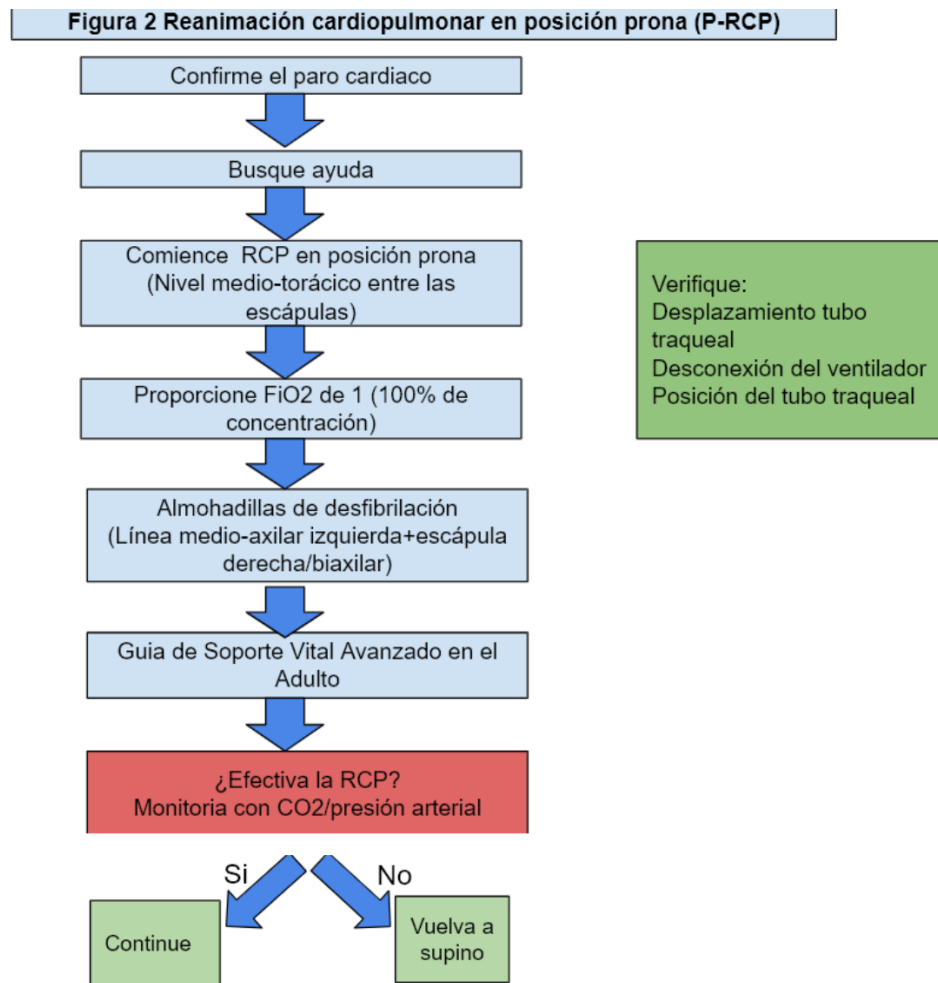 Figura 2 Reanimación cardiopulmonar en posición prona (P-RCP)
Confirme el paro cardiaco
Busque ayuda
Comience RCP en posición prona
(Nivel medio-torácico entre las
escápulas)
Verifique:
Desplazamiento tubo
traqueal
Desconexión del ventilador
Posición del tubo traqueal
Proporcione FiO2 de 1 (100% de
concentración)
Almohadillas de desfibrilación
(Línea medio-axilar izquierda+escápula
derecha/biaxilar)
Guia de Soporte Vital Avanzado en el
Adulto
¿Efectiva la RCP?
Monitoria con CO2/presión arterial
Si
No
Continue
Vuelva a
supino